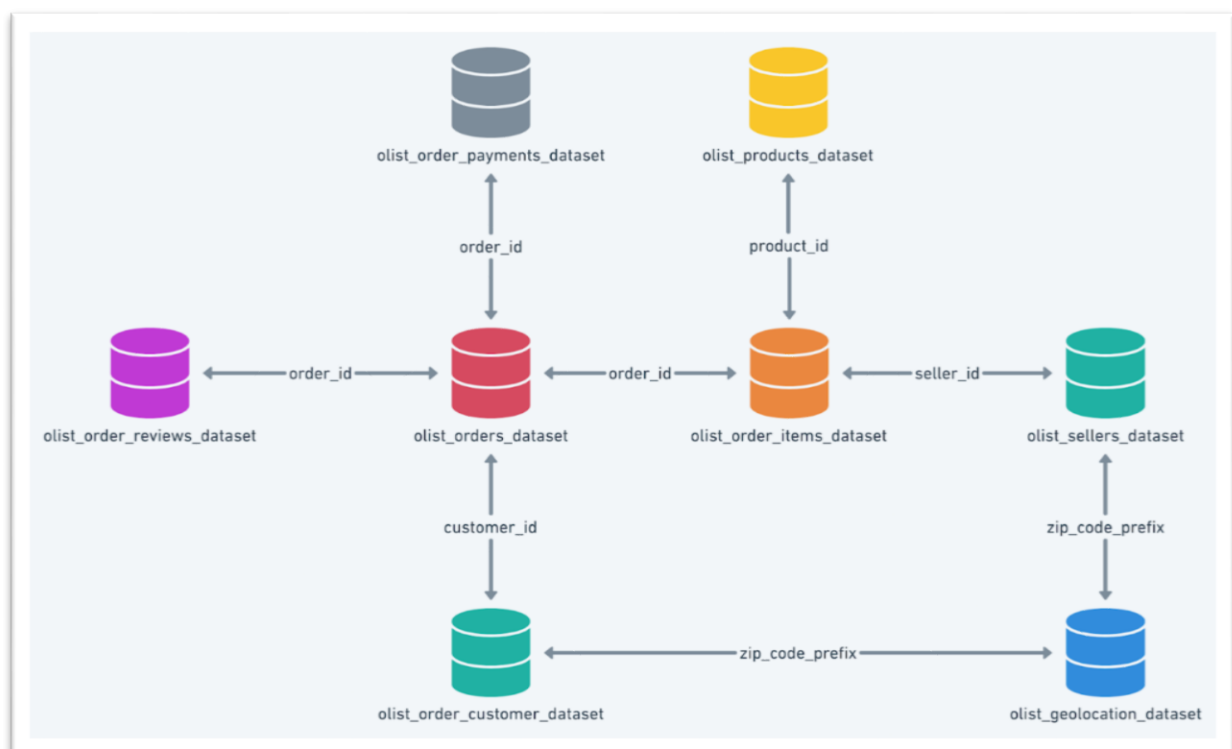 olist_order_payments_dataset
olist_products_dataset
order_id
product_id
order_id
order_id
seller_id
olist_order_reviews_dataset
olist_orders_dataset
olist_order_items_dataset
olist_sellers_dataset
customer_id
zip_code_prefix
zip_code_prefix
olist_order_customer_dataset
olist_geolocation_dataset